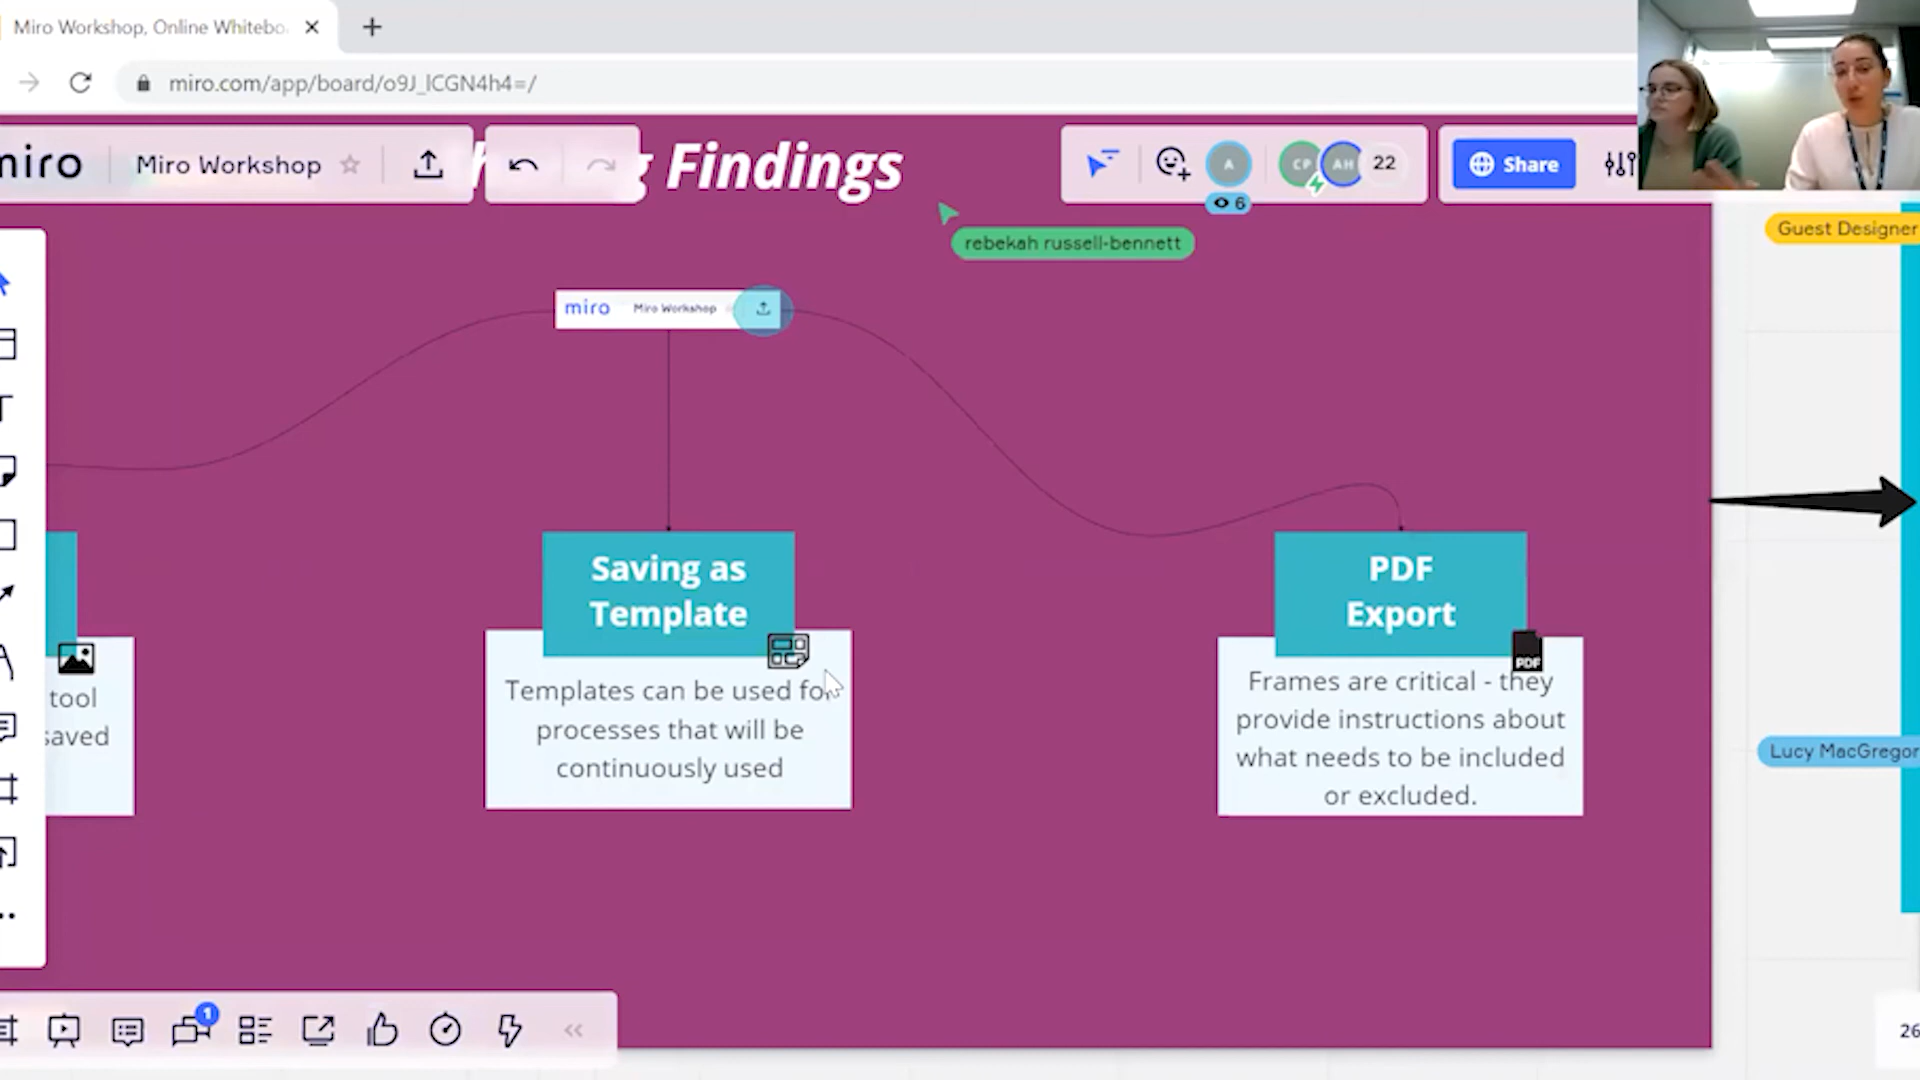 Miro Workshop, Online Whitebo
miro.com/app/board/o9J_lCGN4h4=/
miro
Miro Workshop
Findings
A
6
CP
AH
22
Share
rebekah russell-bennett
Guest Designer
miro
Miro Workshop
Saving as
Template
Templates can be used for
processes that will be
continuously used
PDF
Export
PDF
Frames are critical - they
provide instructions about
what needs to be included
or excluded.
tool
saved
Lucy MacGregor
1
26